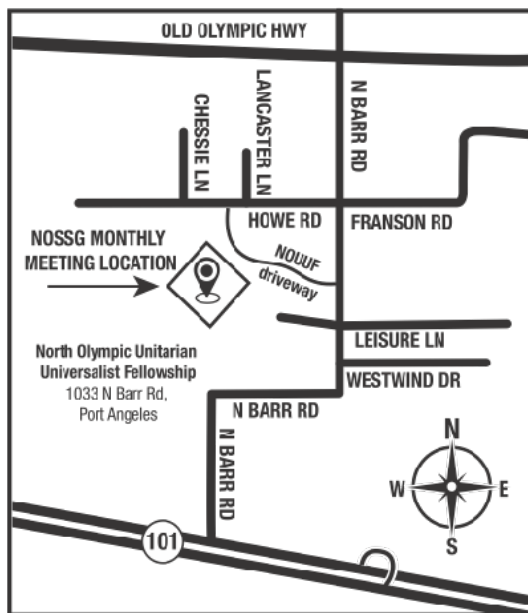 OLD OLYMPIC HWY
CHESSIE LN
LANCASTER LN
N BARR RD
HOWE RD
FRANSON RD
NOSSG MONTHLY
MEETING LOCATION
NOUUF
driveway
North Olympic Unitarian
Universalist Fellowship
1033 N Barr Rd,
Port Angeles
LEISURE LN
WESTWIND DR
N BARR RD
N BARR RD
101
N
W
E
S